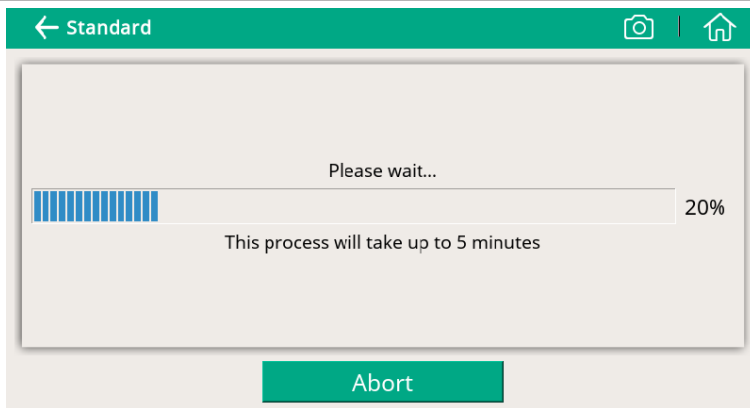 Standard
Please wait...
20%
This process will take up to 5 minutes
Abort